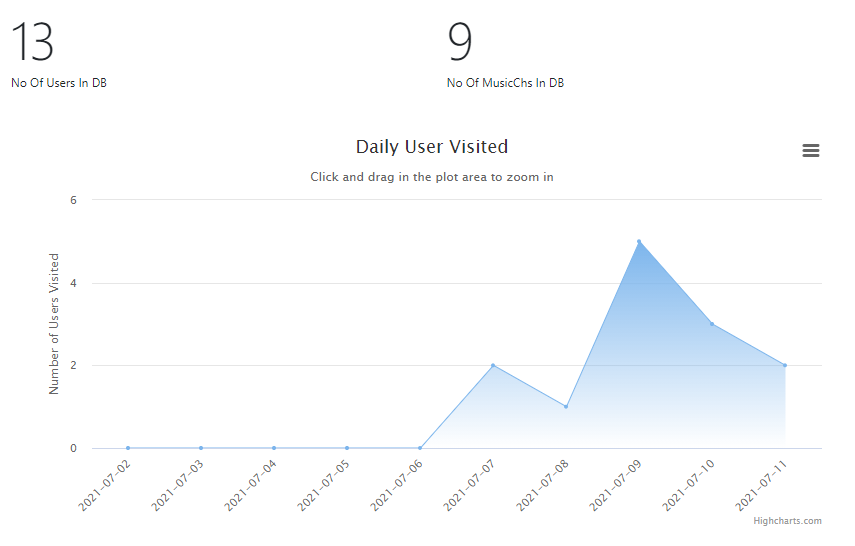 13
No Of Users In DB
9
No Of MusicChs In DB
Daily User Visited
Click and drag in the plot area to zoom in
Number of Users Visited
6
4
2
0
2021-07-02
2021-07-03
2021-07-04
2021-07-05
2021-07-06
2021-07-07
2021-07-08
2021-07-09
2021-07-10
2021-07-11
Highcharts.com